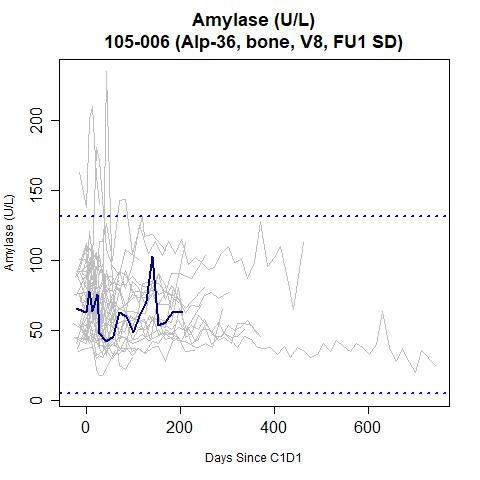 Amylase (U/L)
105-006 (Alp-36, bone, V8, FU1 SD)
Amylase (U/L)
200
150
100
50
0
0 200 400 600
Days Since C1D1